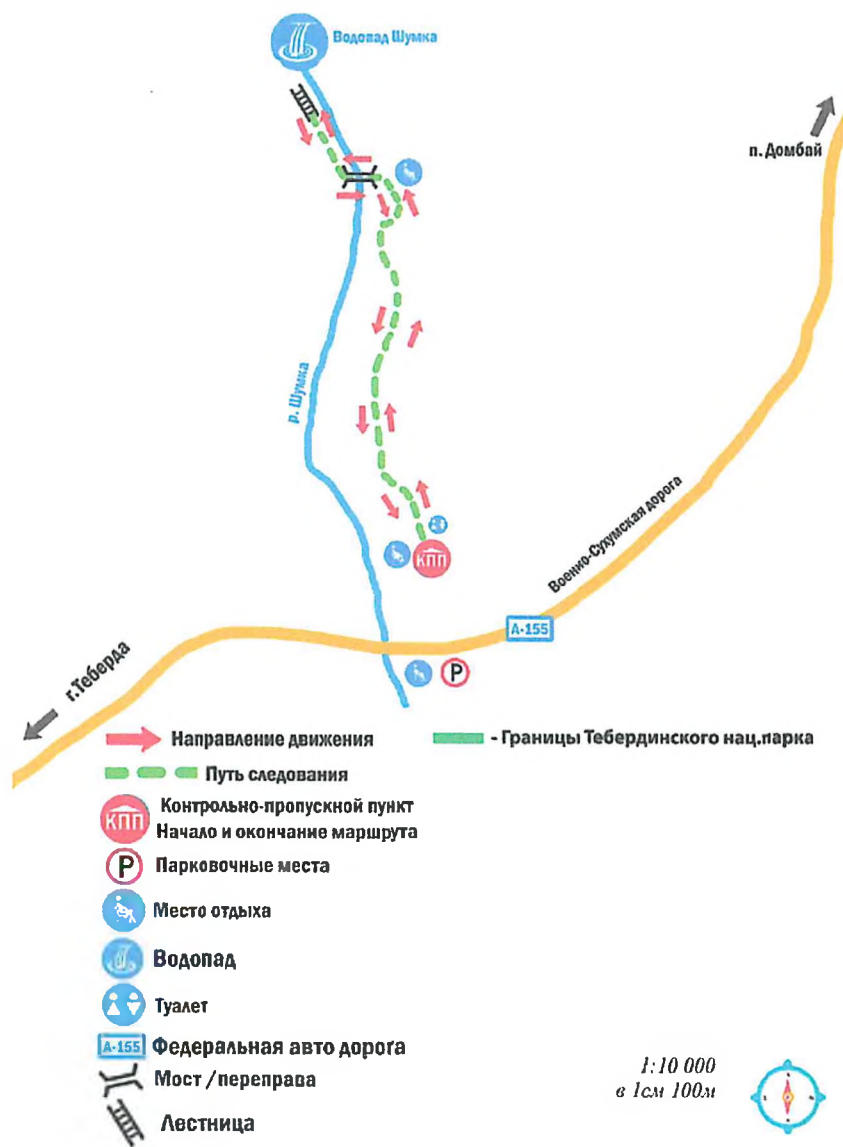 Водопад Шумка
п. Домбай
р. Шумка
КПП
Военно-Сухумская дорога
А-155
P
г.Теберда
Направление движения
- Границы Тебердинского нац.парка
Путь следования
КПП
Контрольно-пропускной пункт
Начало и окончание маршрута
P
Парковочные места
Место отдыха
Водопад
Туалет
А-155
Федеральная авто дорога
Мост /переправа
Лестница
1:10 000
в 1см 100м